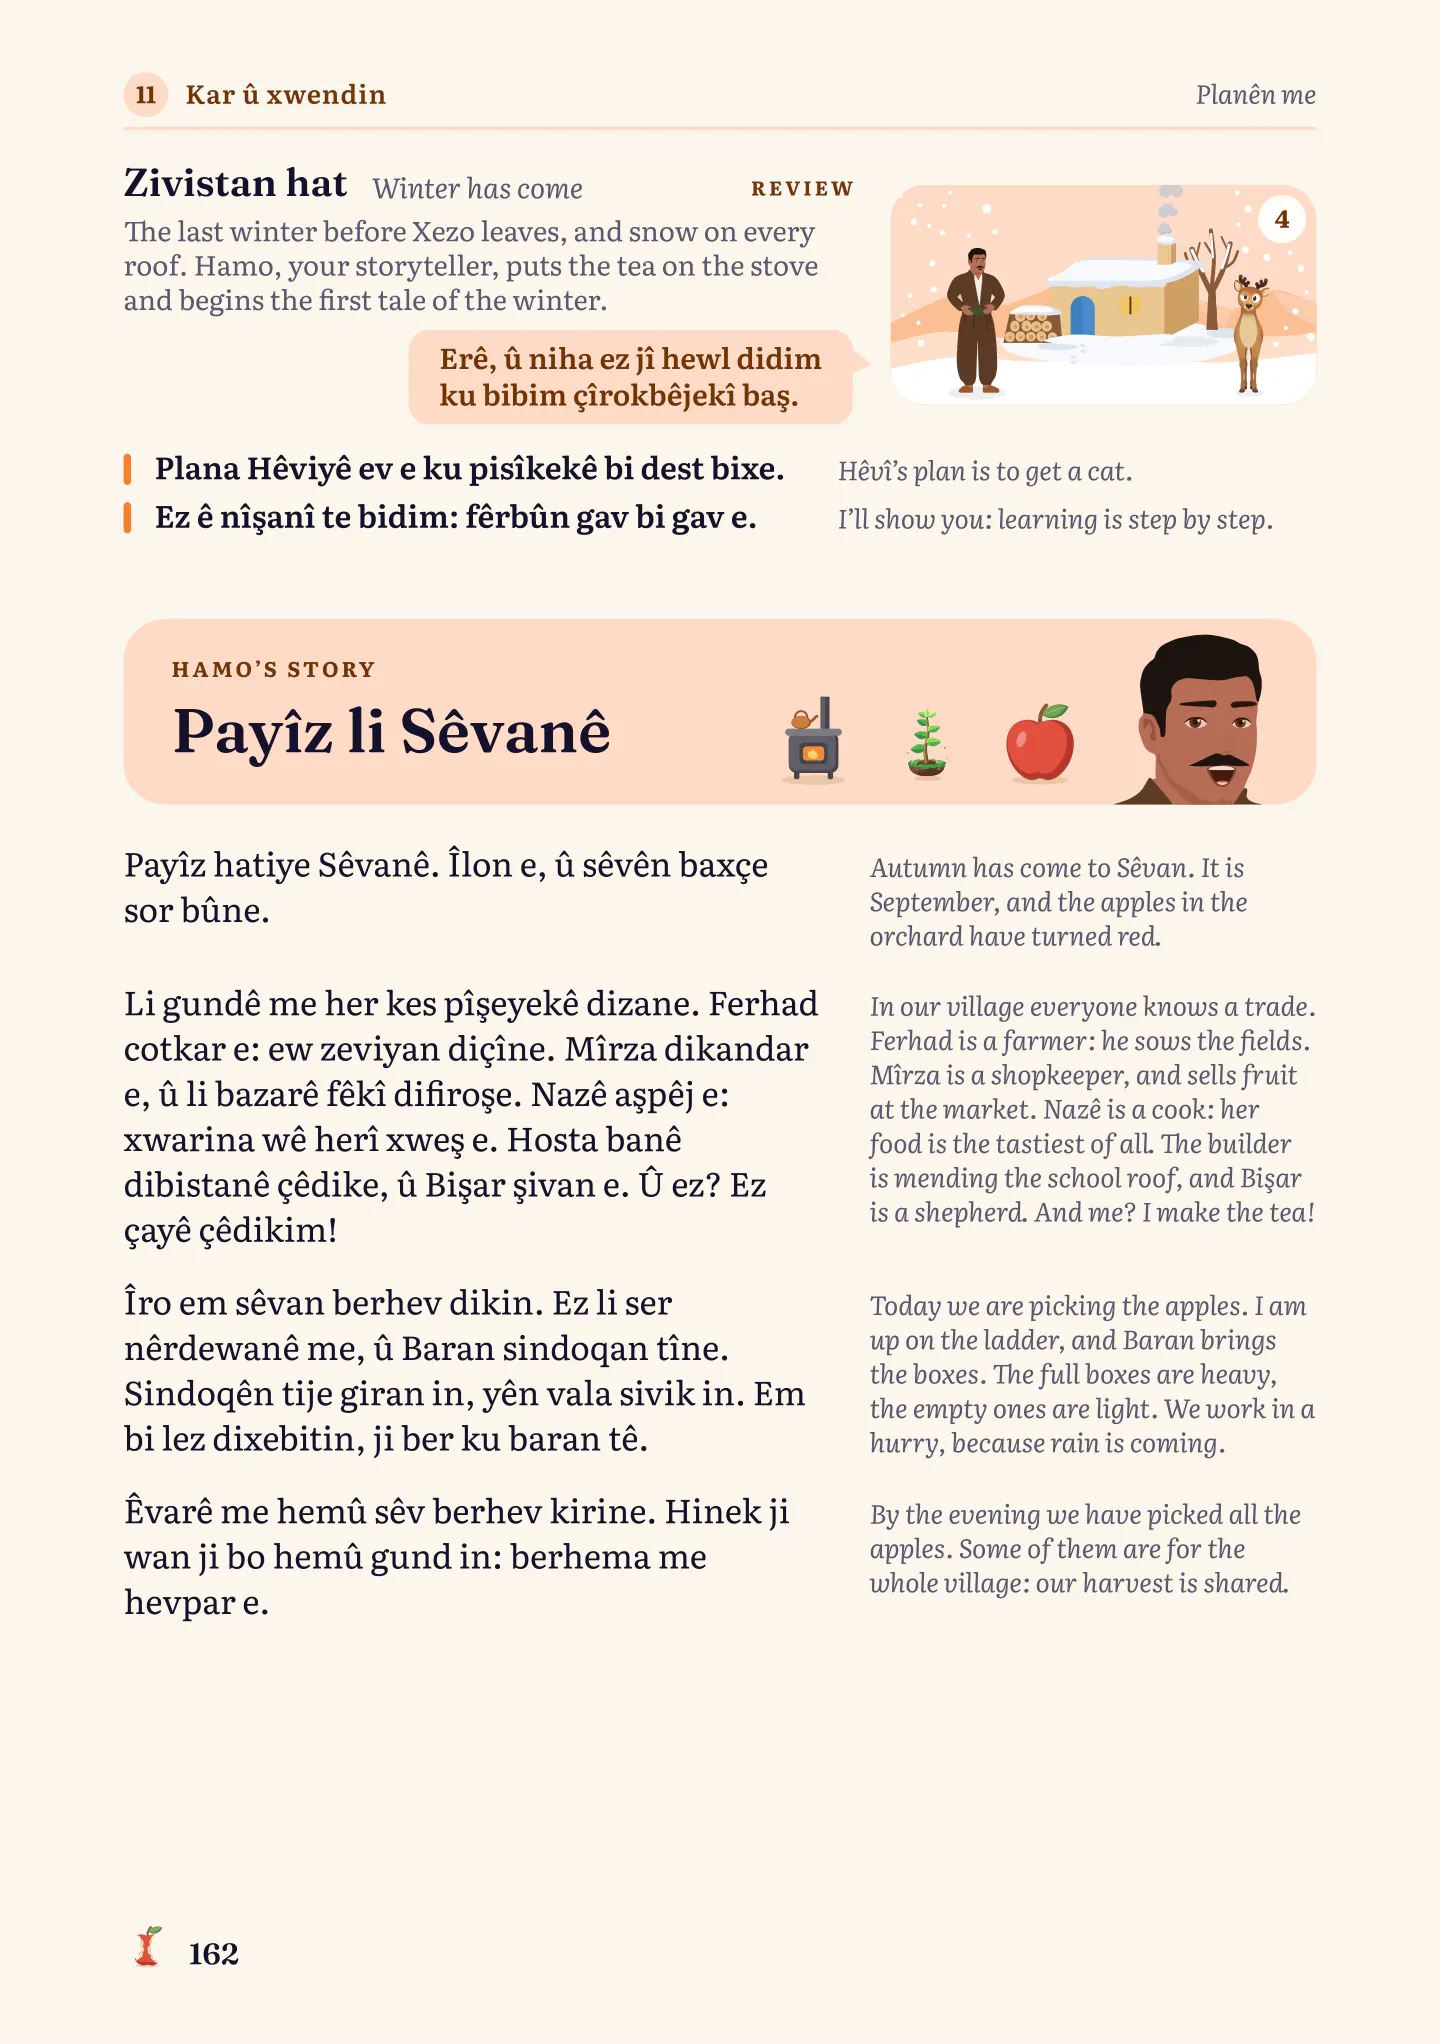 11 Kar û xwendin
Planên me
Zivistan hat Winter has come
REVIEW
The last winter before Xezo leaves, and snow on every
roof. Hamo, your storyteller, puts the tea on the stove
and begins the first tale of the winter.
4
Erê, û niha ez jî hewl didim
ku bibim çîrokbêjekî baş.
Plana Hêviyê ev e ku pisîkekê bi dest bixe.
Hêvî’s plan is to get a cat.
Ez ê nîşanî te bidim: fêrbûn gav bi gav e.
I’ll show you: learning is step by step.
HAMO’S STORY
Payîz li Sêvanê
Payîz hatiye Sêvanê. Îlon e, û sêvên baxçe
sor bûne.
Autumn has come to Sêvan. It is
September, and the apples in the
orchard have turned red.
Li gundê me her kes pîşeyekê dizane. Ferhad
cotkar e: ew zeviyan diçîne. Mîrza dikandar
e, û li bazarê fêkî difiroşe. Nazê aşpêj e:
xwarina wê herî xweş e. Hosta banê
dibistanê çêdike, û Bişar şivan e. Û ez? Ez
çayê çêdikim!
In our village everyone knows a trade.
Ferhad is a farmer: he sows the fields.
Mîrza is a shopkeeper, and sells fruit
at the market. Nazê is a cook: her
food is the tastiest of all. The builder
is mending the school roof, and Bişar
is a shepherd. And me? I make the tea!
Îro em sêvan berhev dikin. Ez li ser
nêrdewanê me, û Baran sindoqan tîne.
Sindoqên tije giran in, yên vala sivik in. Em
bi lez dixebitin, ji ber ku baran tê.
Today we are picking the apples. I am
up on the ladder, and Baran brings
the boxes. The full boxes are heavy,
the empty ones are light. We work in a
hurry, because rain is coming.
Êvarê me hemû sêv berhev kirine. Hinek ji
wan ji bo hemû gund in: berhema me
hevpar e.
By the evening we have picked all the
apples. Some of them are for the
whole village: our harvest is shared.
162